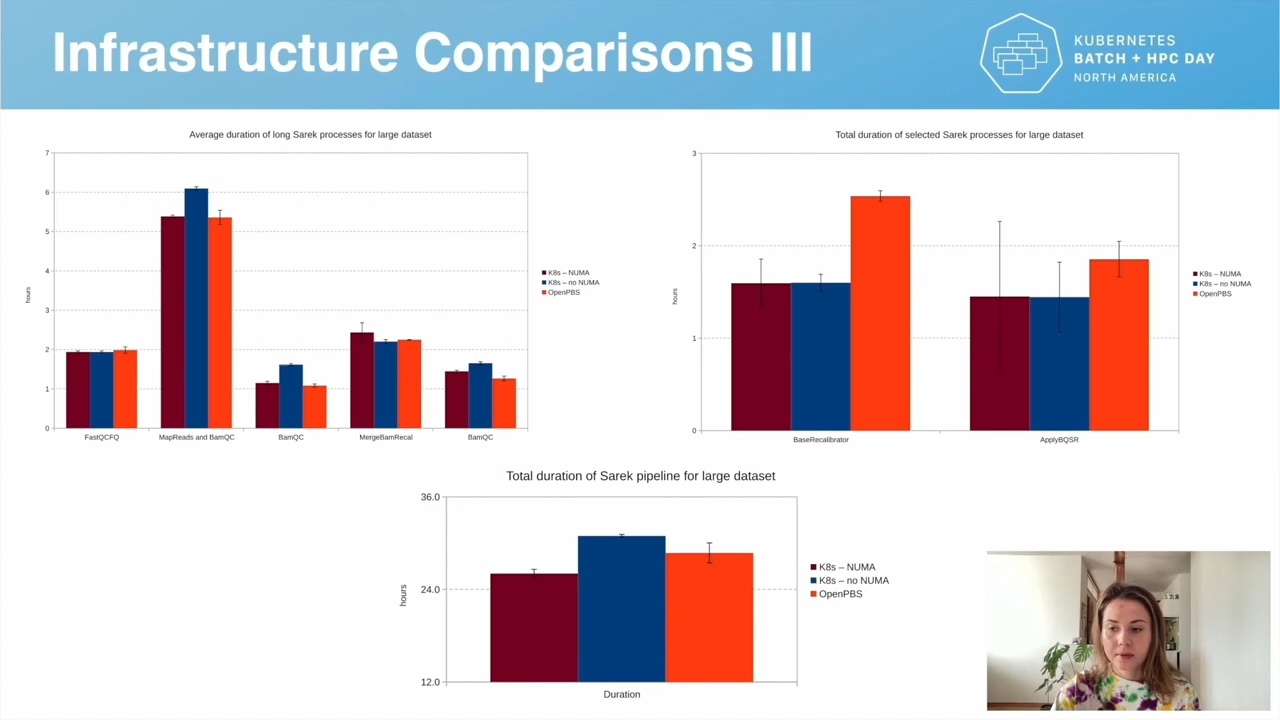 Infrastructure Comparisons III
KUBERNETES
BATCH + HPC DAY
NORTH AMERICA
Average duration of long Sarek processes for large dataset
7
6
5
4
3
2
1
0
hours
FastQCFQ
MapReads and BamQC
BamQC
MergeBamRecal
BamQC
K8s – NUMA
K8s – no NUMA
OpenPBS
Total duration of selected Sarek processes for large dataset
3
2
1
0
hours
BaseRecalibrator
ApplyBQSR
K8s – NUMA
K8s – no NUMA
OpenPBS
Total duration of Sarek pipeline for large dataset
36.0
24.0
12.0
hours
Duration
K8s – NUMA
K8s – no NUMA
OpenPBS